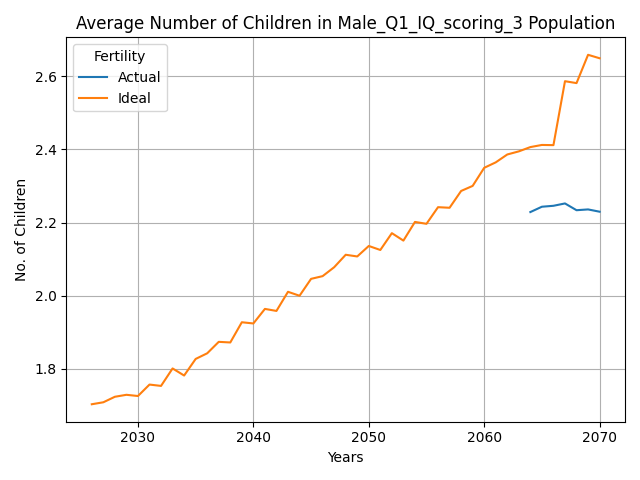 Average Number of Children in Male_Q1_IQ_scoring_3 Population
Fertility
Actual
Ideal
No. of Children
2.6
2.4
2.2
2.0
1.8
2030 2040 2050 2060 2070
Years